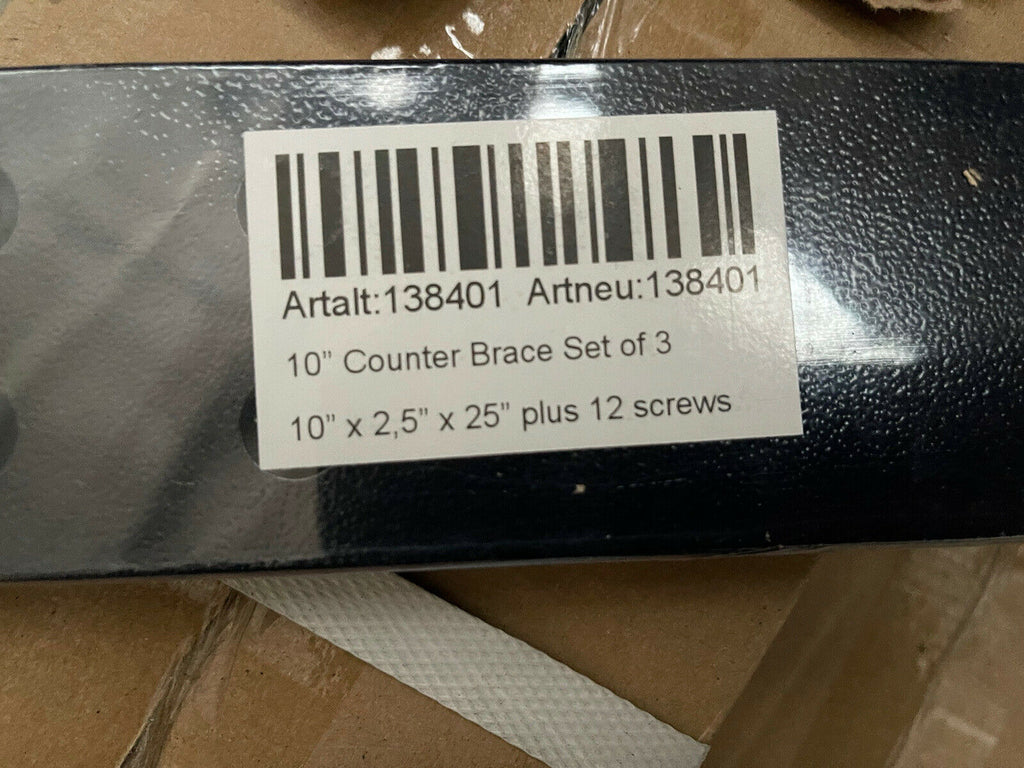 Artalt:138401 Artneu:138401
10” Counter Brace Set of 3
10” x 2,5” x 25” plus 12 screws